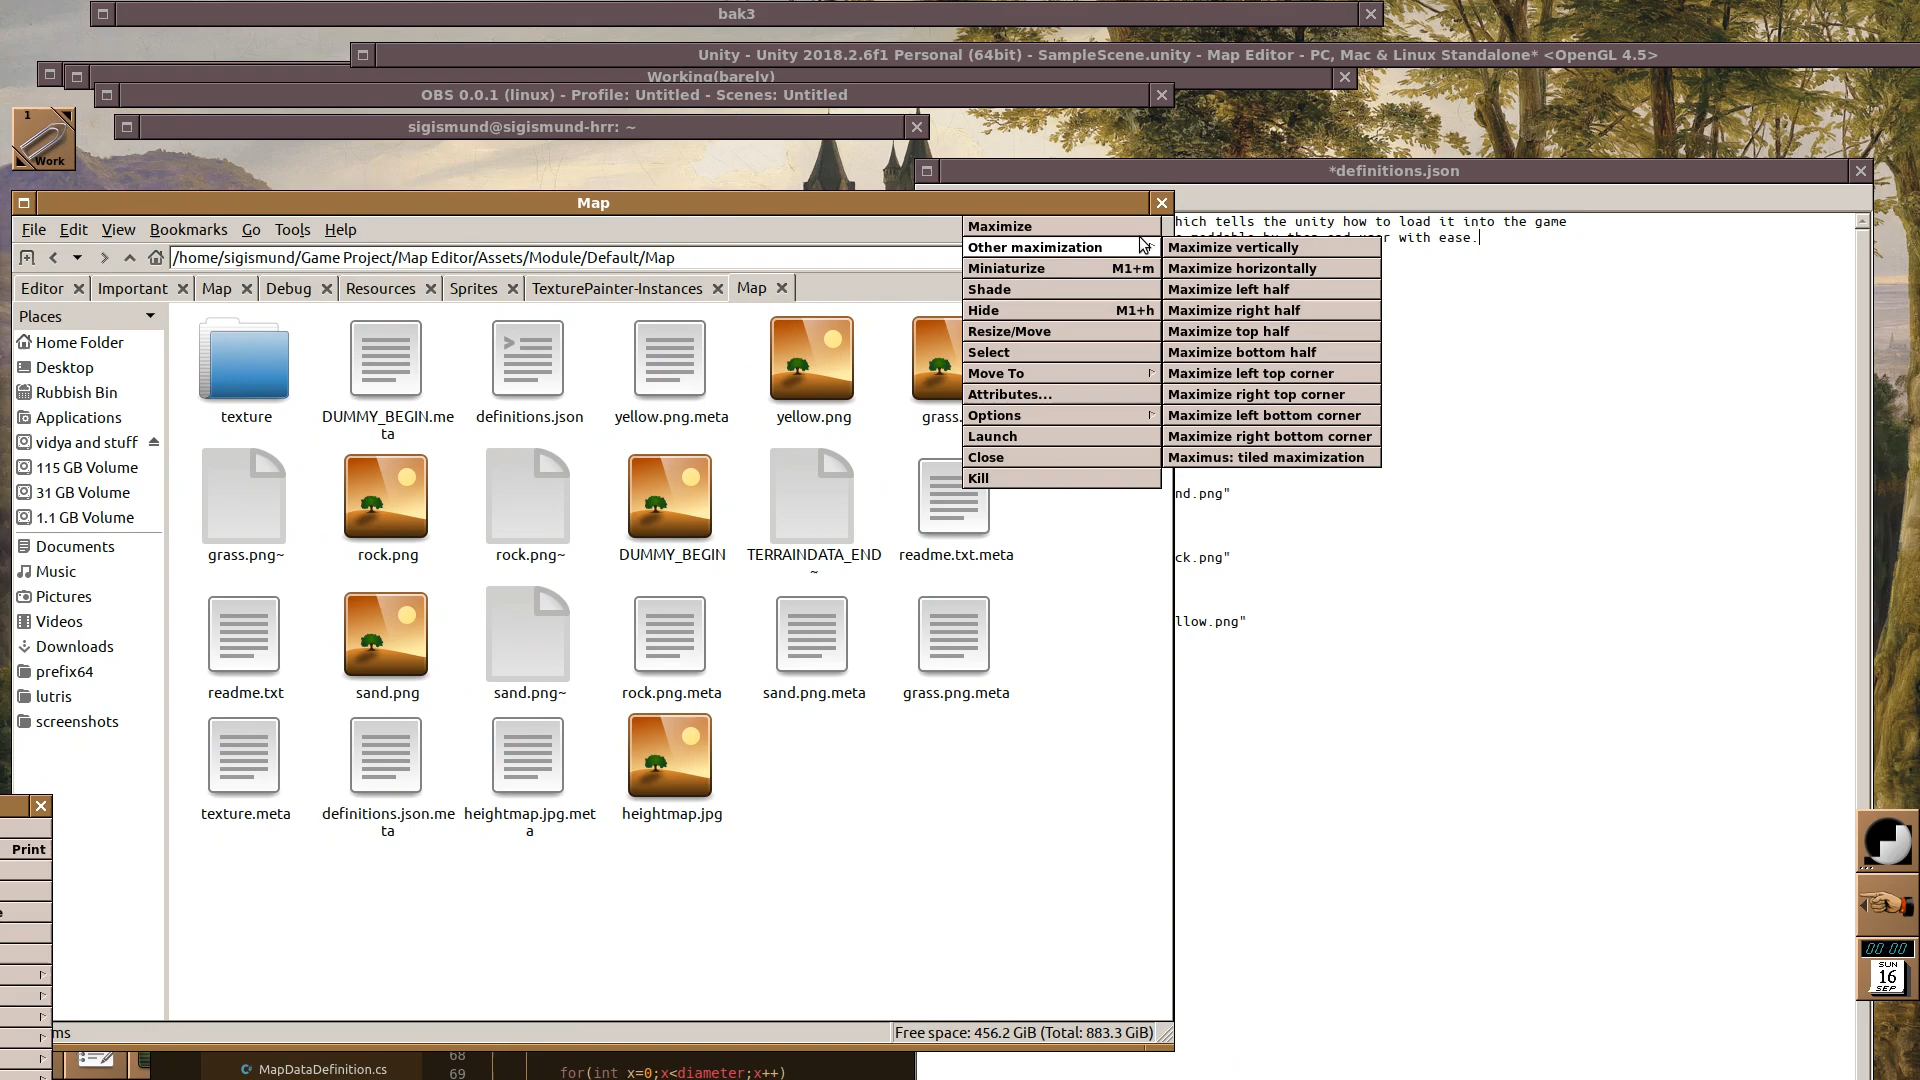 bak3
Unity - Unity 2018.2.6f1 Personal (64bit) - SampleScene.unity - Map Editor - PC, Mac & Linux Standalone* <OpenGL 4.5>
Working(barely)
OBS 0.0.1 (linux) - Profile: Untitled - Scenes: Untitled
sigismund@sigismund-hrr: ~
1
Work
*definitions.json
Map
File Edit View Bookmarks Go Tools Help
/home/sigismund/Game Project/Map Editor/Assets/Module/Default/Map
Editor Important Map Debug Resources Sprites TexturePainter-Instances Map
Places
Home Folder
Desktop
Rubbish Bin
Applications
vidya and stuff
115 GB Volume
31 GB Volume
1.1 GB Volume
Documents
Music
Pictures
Videos
Downloads
prefix64
lutris
screenshots
texture
DUMMY_BEGIN.me
ta
definitions.json
yellow.png.meta
yellow.png
grass.
grass.png~
rock.png
rock.png~
DUMMY_BEGIN
TERRAINDATA_END
~
readme.txt.meta
readme.txt
sand.png
sand.png~
rock.png.meta
sand.png.meta
grass.png.meta
texture.meta
definitions.json.me
ta
heightmap.jpg.met
a
heightmap.jpg
Maximize
Other maximization
Miniaturize M1+m
Shade
Hide M1+h
Resize/Move
Select
Move To
Attributes...
Options
Launch
Close
Kill
Maximize vertically
Maximize horizontally
Maximize left half
Maximize right half
Maximize top half
Maximize bottom half
Maximize left top corner
Maximize right top corner
Maximize left bottom corner
Maximize right bottom corner
Maximus: tiled maximization
hich tells the unity how to load it into the game
r with ease.
nd.png"
ck.png"
llow.png"
Print
ms
Free space: 456.2 GiB (Total: 883.3 GiB)
MapDataDefinition.cs
68
69 for(int x=0;x<diameter;x++)
00 00
SUN
16
SEP